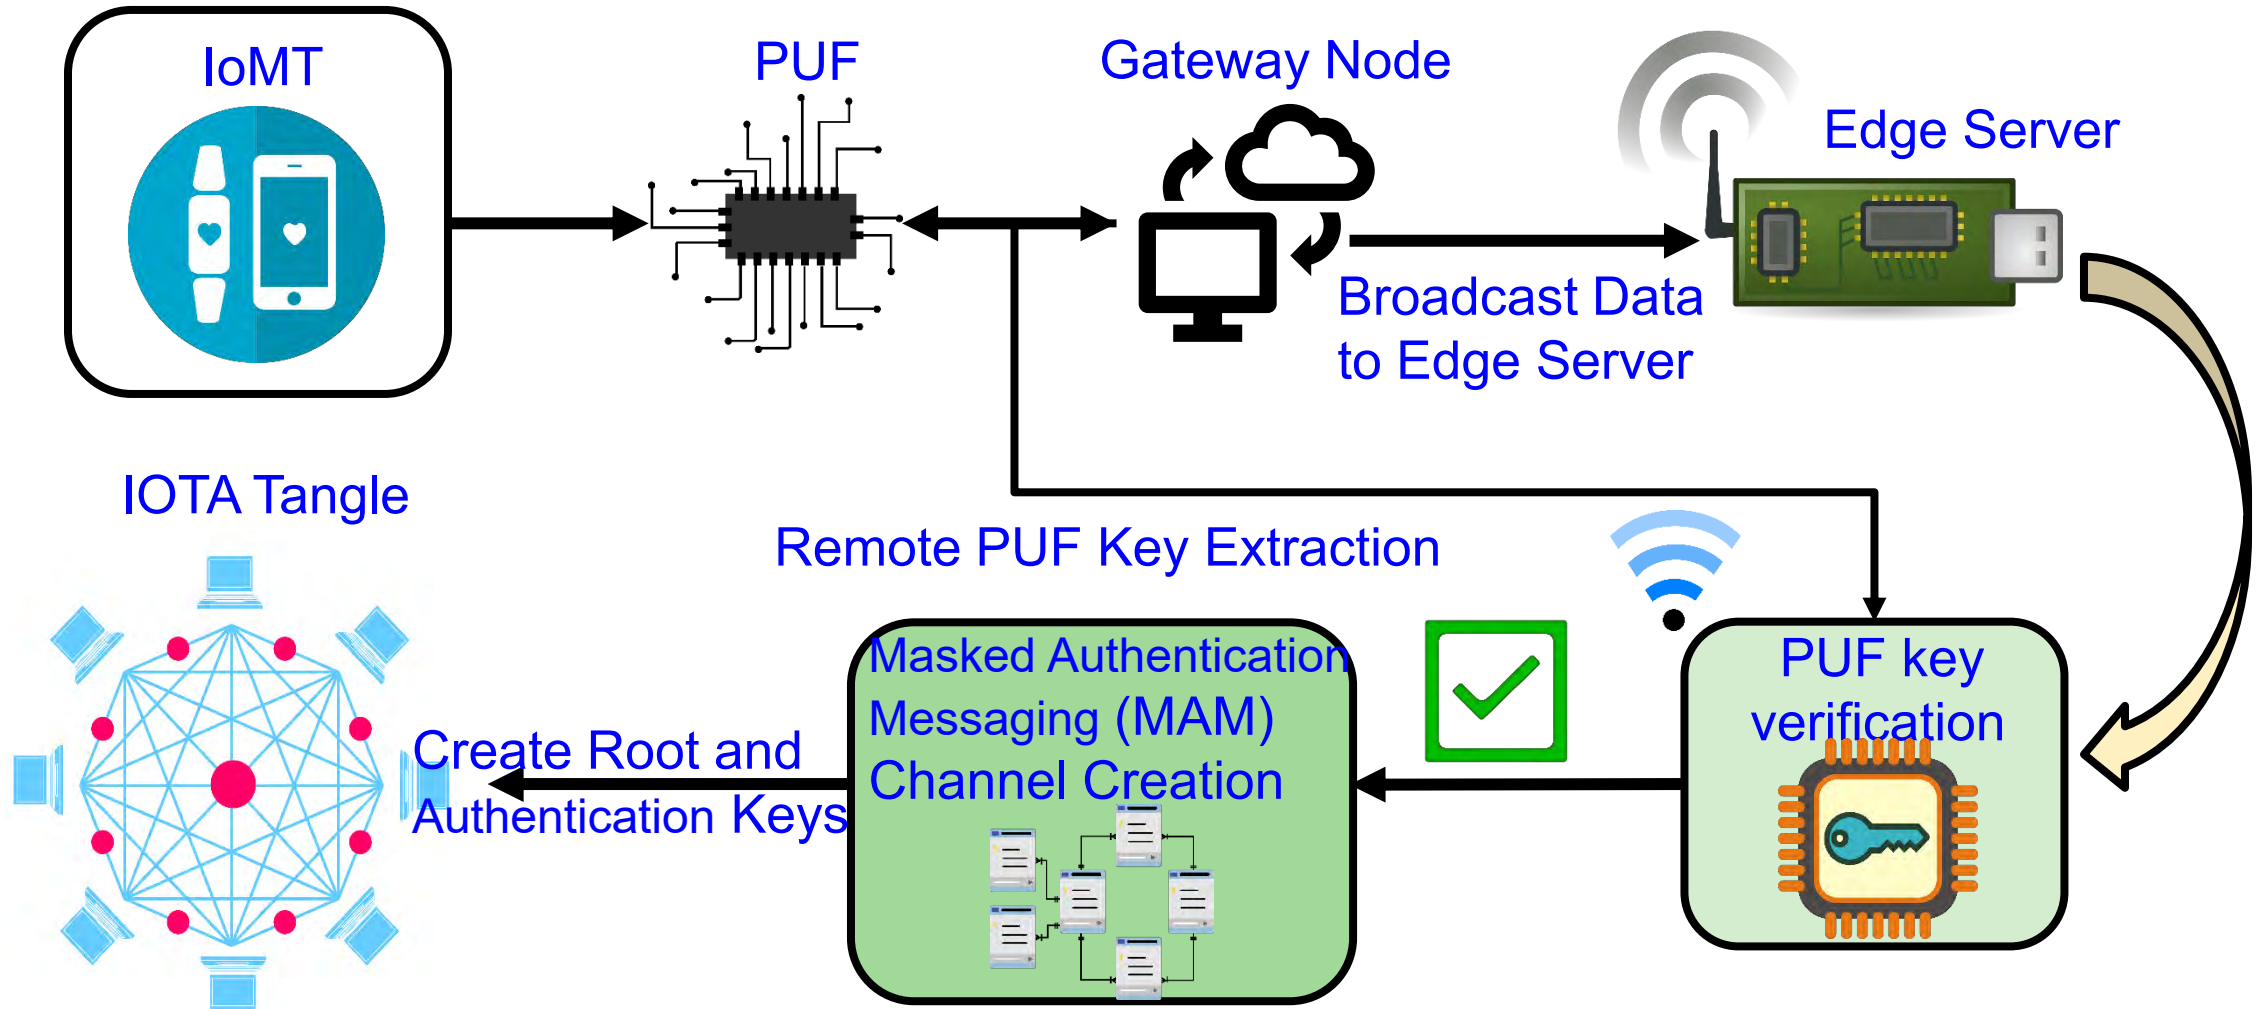 IoMT
PUF
Gateway Node
Edge Server
Broadcast Data
to Edge Server
IOTA Tangle
Remote PUF Key Extraction
Masked Authentication
Messaging (MAM)
Channel Creation
PUF key
verification
Create Root and
Authentication Keys